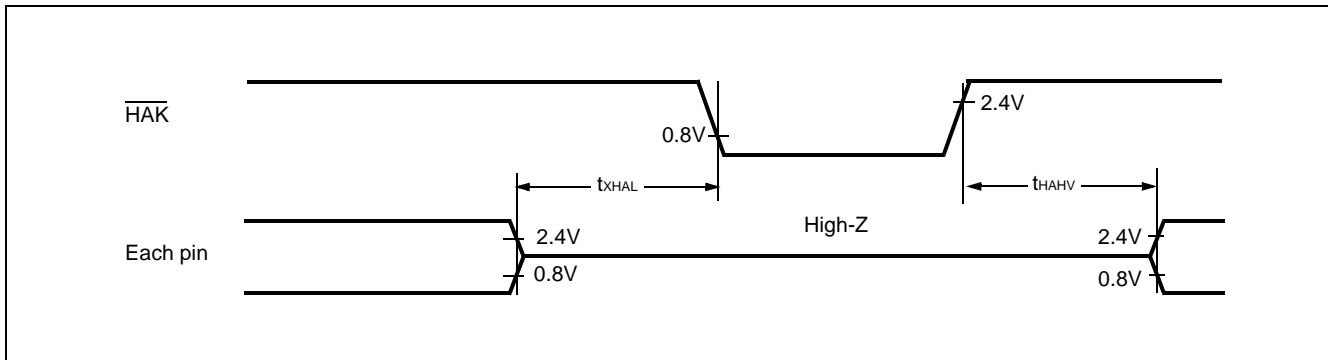 HAK
2.4V
0.8V
tXHAL
tHAHV
High-Z
Each pin
2.4V
0.8V
2.4V
0.8V